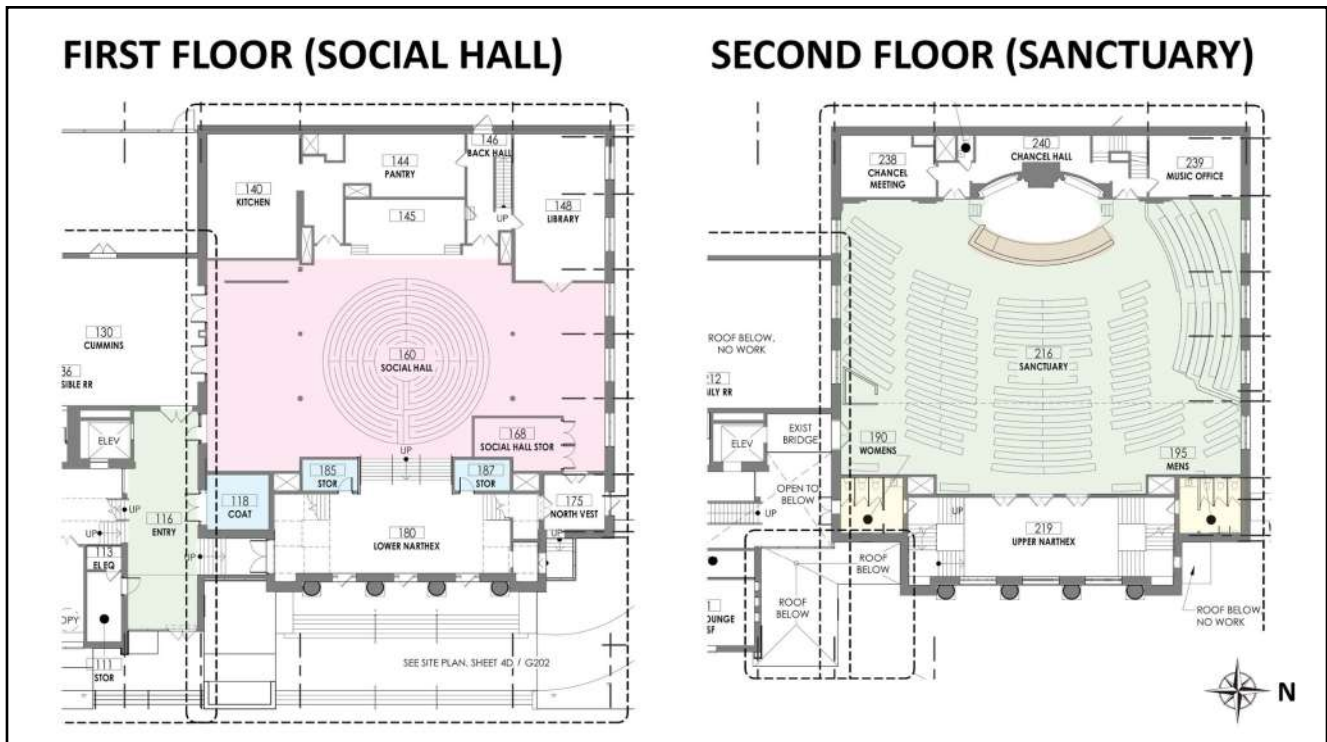 FIRST FLOOR (SOCIAL HALL)
140
KITCHEN
144
PANTRY
146
BACK HALL
145
UP
148
LIBRARY
130
CUMMINS
36
SIBLE RR
160
SOCIAL HALL
ELEV
168
SOCIAL HALL STOR
UP
185
STOR
187
STOR
118
COAT
175
NORTH VEST
UP
116
ENTRY
UP
UP
UP
180
LOWER NARTHEX
113
EL EQ
OPY
111
STOR
SEE SITE PLAN, SHEET 4D / G202
SECOND FLOOR (SANCTUARY)
238
CHANCEL
MEETING
240
CHANCEL HALL
239
MUSIC OFFICE
ROOF BELOW,
NO WORK
212
ILY RR
216
SANCTUARY
ELEV
EXIST
BRIDGE
190
WOMENS
195
MENS
OPEN TO
BELOW
UP
UP
219
UPPER NARTHEX
ROOF
BELOW
ROOF
BELOW
1
OUNGE
SF
ROOF BELOW
NO WORK
N